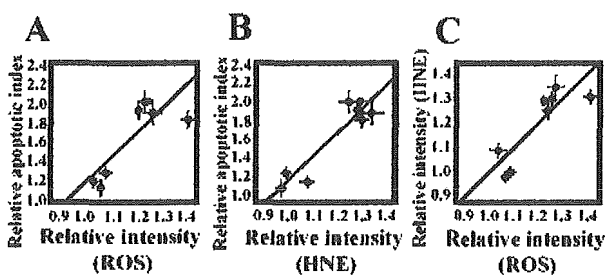 A
Relative apoptotic index
2.4
2.2
2.0
1.8
1.6
1.4
1.2
1.0
0.9 1.0 1.1 1.2 1.3 1.4
Relative intensity
(ROS)
B
Relative apoptotic index
2.4
2.2
2.0
1.8
1.6
1.4
1.2
1.0
0.9 1.0 1.1 1.2 1.3 1.4
Relative intensity
(HNE)
C
Relative intensity (HNE)
1.4
1.3
1.2
1.1
1.0
0.9
0.9 1.0 1.1 1.2 1.3 1.4
Relative intensity
(ROS)